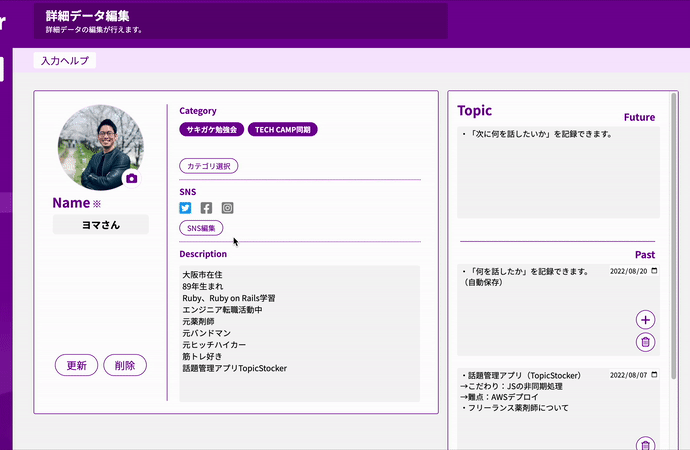 r
詳細データ編集
詳細データの編集が行えます。
入力ヘルプ
Name ※
ヨマさん
更新
削除
Category
サキガケ勉強会
TECH CAMP同期
カテゴリ選択
SNS
SNS編集
Description
大阪市在住
89年生まれ
Ruby、Ruby on Rails学習
エンジニア転職活動中
元薬剤師
元バンドマン
元ヒッチハイカー
筋トレ好き
話題管理アプリTopicStocker
Topic
Future
・「次に何を話したいか」を記録できます。
Past
・「何を話したか」を記録できます。
(自動保存)
2022/08/20
・話題管理アプリ（TopicStocker）
→こだわり：JSの非同期処理
→難点：AWSデプロイ
・フリーランス薬剤師について
2022/08/07